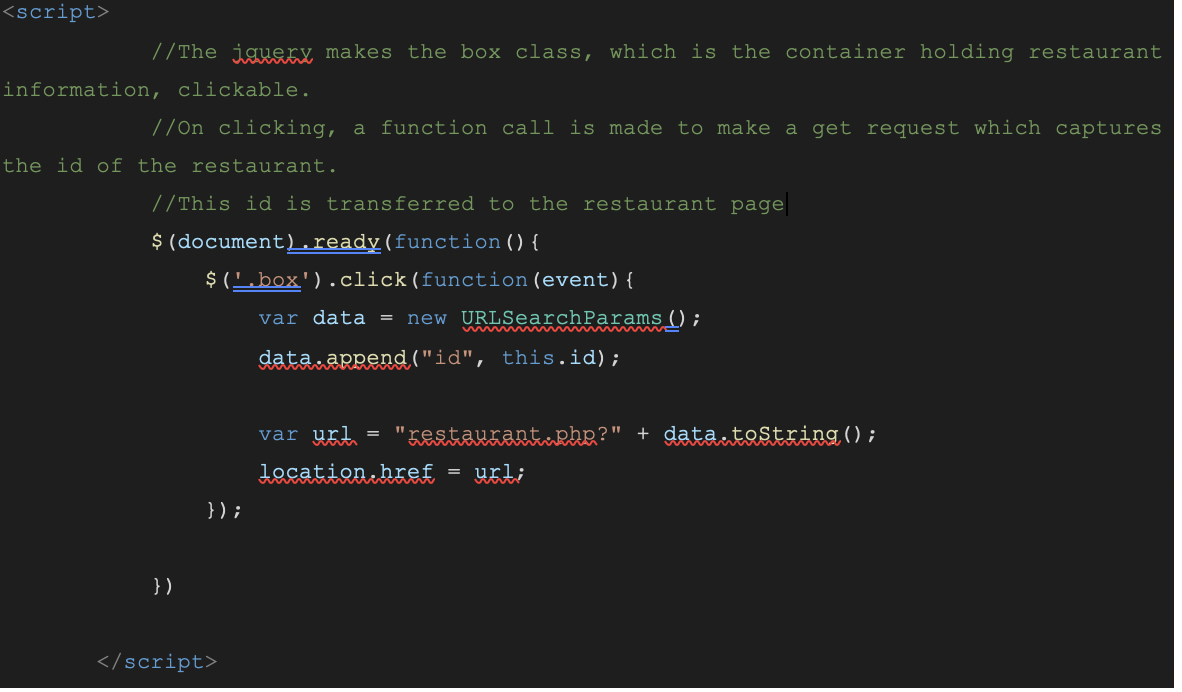 <script>
//The jquery makes the box class, which is the container holding restaurant
information, clickable.
//On clicking, a function call is made to make a get request which captures
the id of the restaurant.
//This id is transferred to the restaurant page
$(document).ready(function(){
$('.box').click(function(event){
var data = new URLSearchParams();
data.append("id", this.id);
var url = "restaurant.php?" + data.toString();
location.href = url;
});
})
</script>